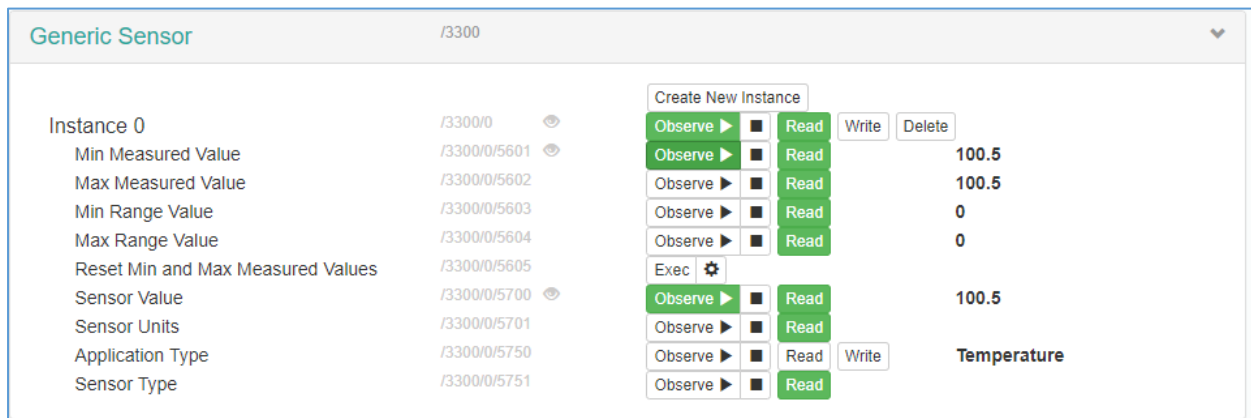 Generic Sensor /3300
Create New Instance
Instance 0 /3300/0 Observe Read Write Delete
Min Measured Value /3300/0/5601 Observe Read 100.5
Max Measured Value /3300/0/5602 Observe Read 100.5
Min Range Value /3300/0/5603 Observe Read 0
Max Range Value /3300/0/5604 Observe Read 0
Reset Min and Max Measured Values /3300/0/5605 Exec
Sensor Value /3300/0/5700 Observe Read 100.5
Sensor Units /3300/0/5701 Observe Read
Application Type /3300/0/5750 Observe Read Write Temperature
Sensor Type /3300/0/5751 Observe Read